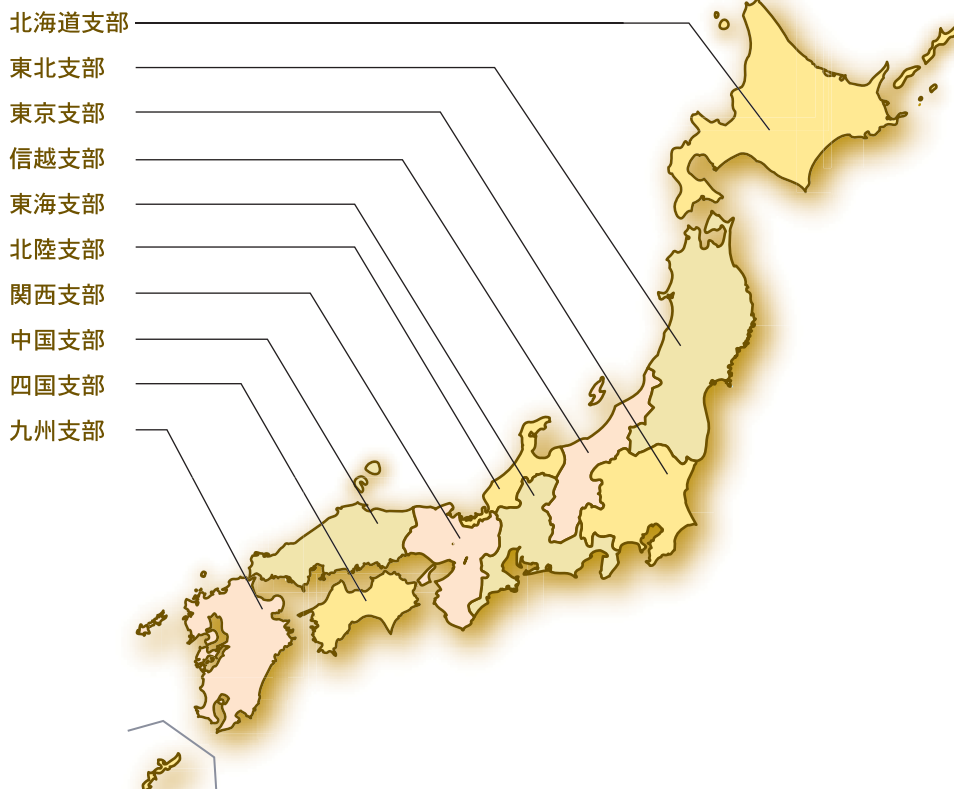 北海道支部
東北支部
東京支部
信越支部
東海支部
北陸支部
関西支部
中国支部
四国支部
九州支部